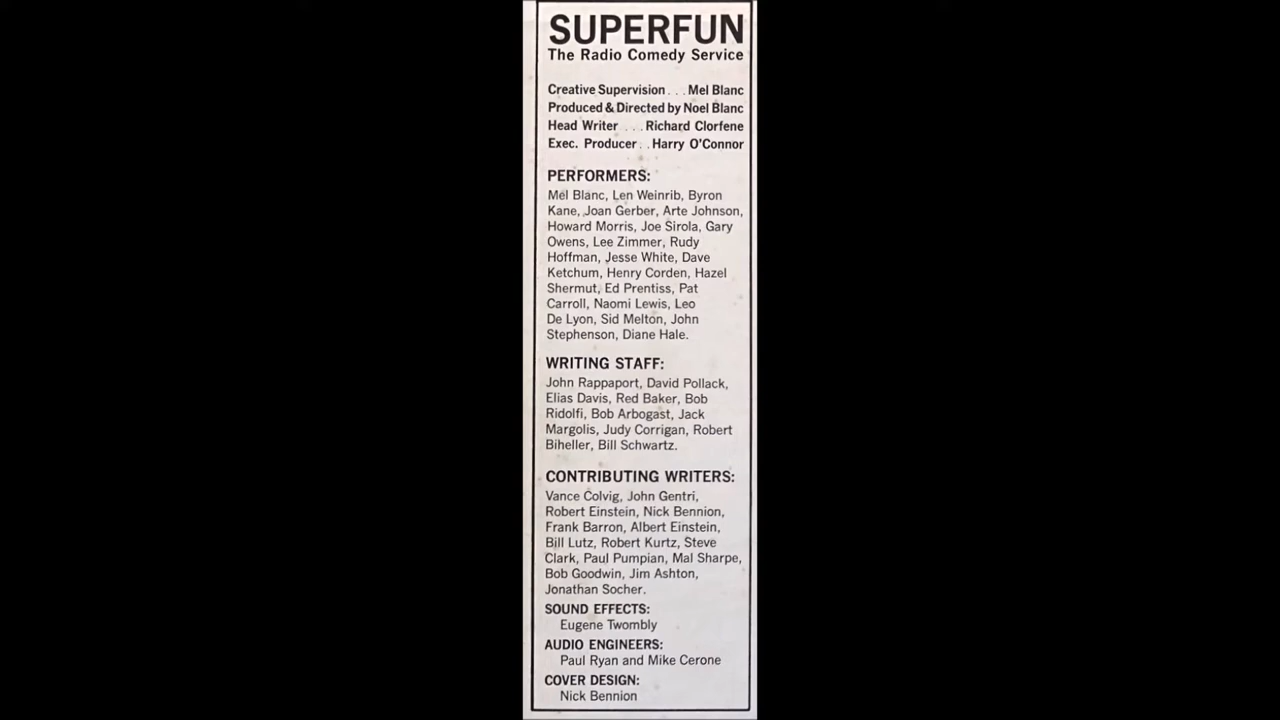 SUPERFUN
The Radio Comedy Service
Creative Supervision . . . Mel Blanc
Produced & Directed by Noel Blanc
Head Writer . . . . Richard Clorfene
Exec. Producer . . Harry O'Connor
PERFORMERS:
Mel Blanc, Len Weinrib, Byron
Kane, Joan Gerber, Arte Johnson,
Howard Morris, Joe Sirola, Gary
Owens, Lee Zimmer, Rudy
Hoffman, Jesse White, Dave
Ketchum, Henry Corden, Hazel
Shermut, Ed Prentiss, Pat
Carroll, Naomi Lewis, Leo
De Lyon, Sid Melton, John
Stephenson, Diane Hale.
WRITING STAFF:
John Rappaport, David Pollack,
Elias Davis, Red Baker, Bob
Ridolfi, Bob Arbogast, Jack
Margolis, Judy Corrigan, Robert
Biheller, Bill Schwartz.
CONTRIBUTING WRITERS:
Vance Colvig, John Gentri,
Robert Einstein, Nick Bennion,
Frank Barron, Albert Einstein,
Bill Lutz, Robert Kurtz, Steve
Clark, Paul Pumpian, Mal Sharpe,
Bob Goodwin, Jim Ashton,
Jonathan Socher.
SOUND EFFECTS:
Eugene Twombly
AUDIO ENGINEERS:
Paul Ryan and Mike Cerone
COVER DESIGN:
Nick Bennion